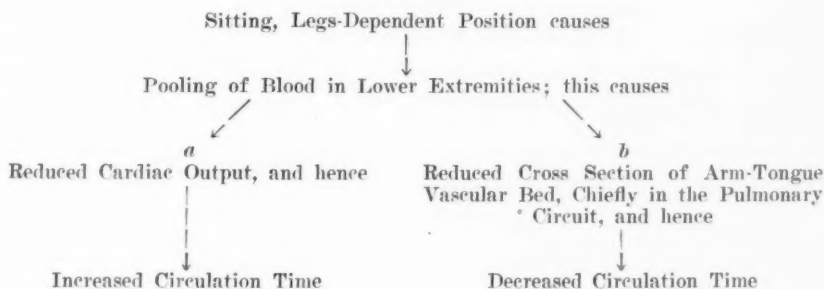 Sitting, Legs-Dependent Position causes
Pooling of Blood in Lower Extremities; this causes
a
Reduced Cardiac Output, and hence
Increased Circulation Time
b
Reduced Cross Section of Arm-Tongue
Vascular Bed, Chiefly in the Pulmonary
Circuit, and hence
Decreased Circulation Time